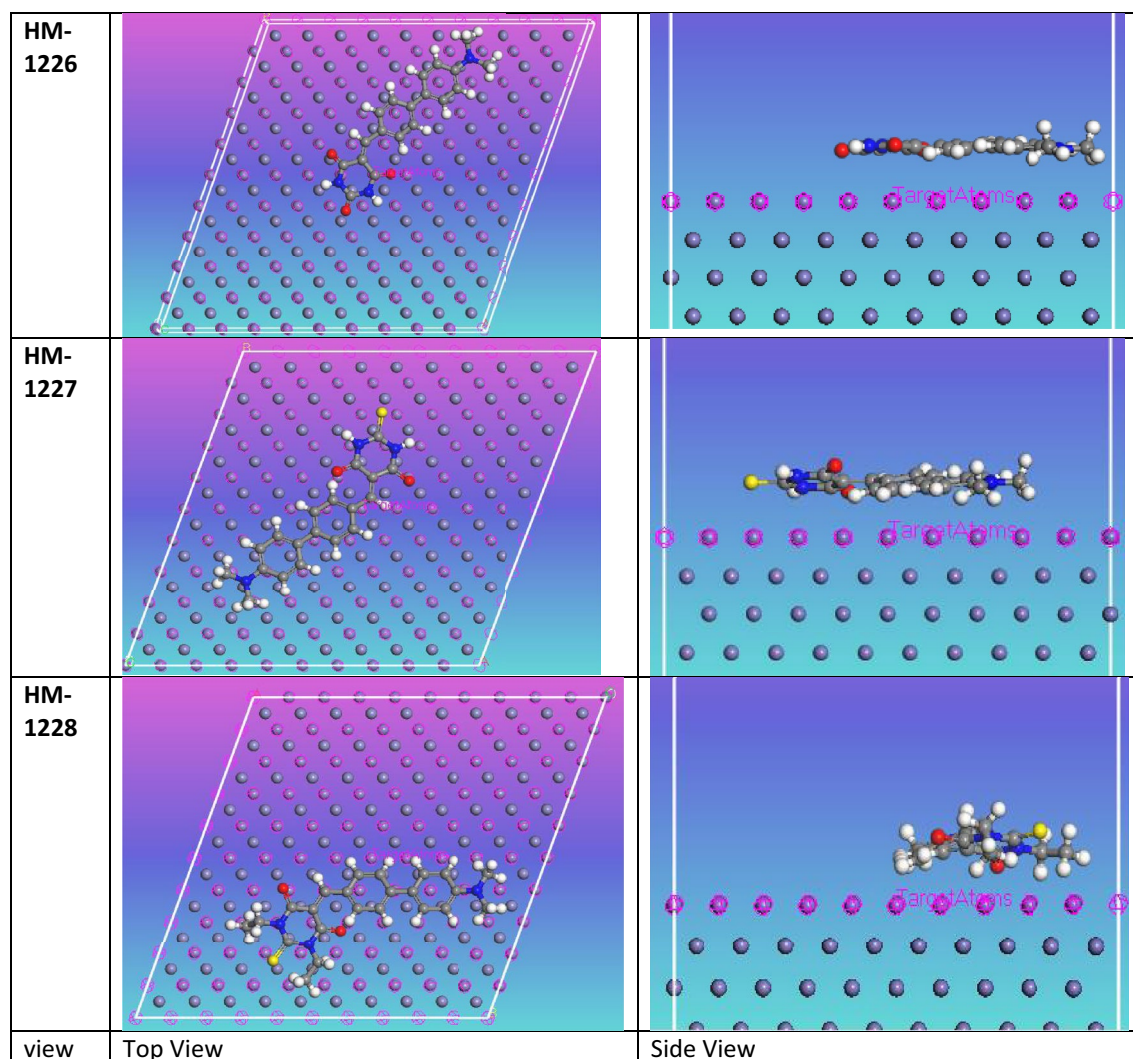 HM-
1226
TargetAtoms
HM-
1227
B
A
TargetAtoms
HM-
1228
A
TargetAtoms
view
Top View
Side View